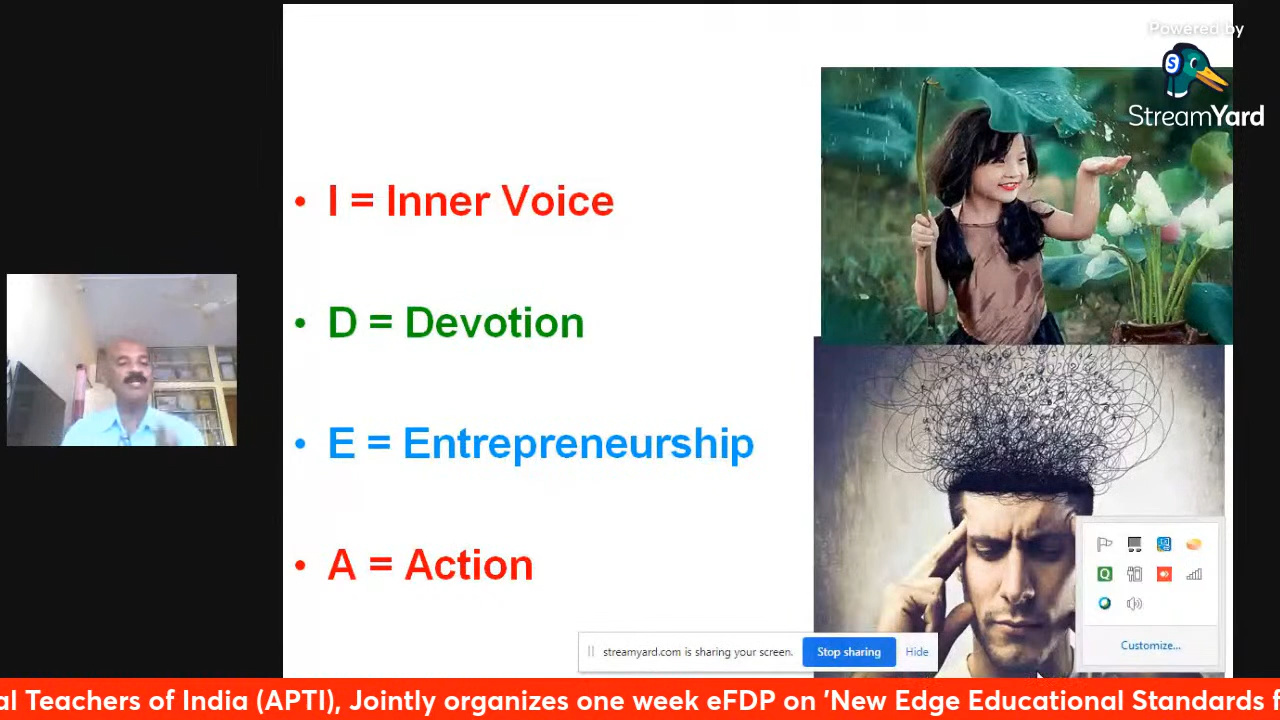 Powered by
S
StreamYard
• I = Inner Voice
• D = Devotion
• E = Entrepreneurship
• A = Action
Q
Customize...
streamyard.com is sharing your screen. Stop sharing Hide
al Teachers of India (APTI), Jointly organizes one week eFDP on 'New Edge Educational Standards f